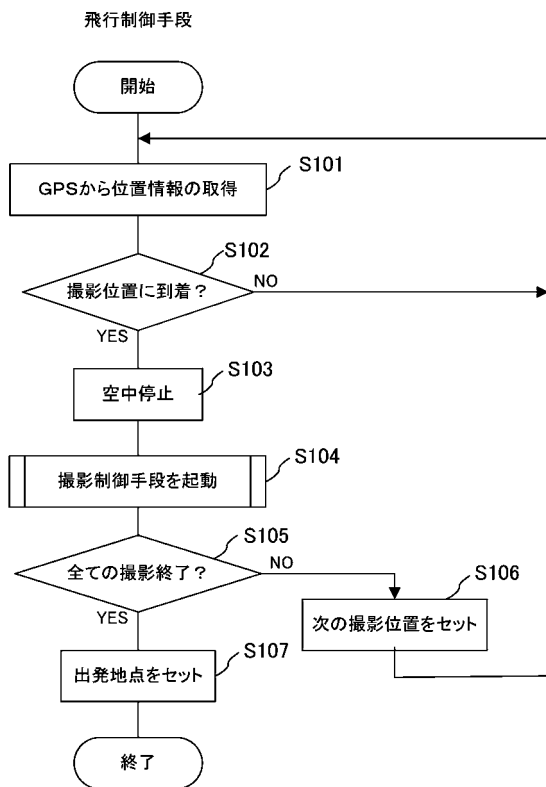 飛行制御手段
開始
S101
GPSから位置情報の取得
S102
撮影位置に到着？
NO
YES
S103
空中停止
S104
撮影制御手段を起動
S105
全ての撮影終了？
NO
YES
S106
次の撮影位置をセット
S107
出発地点をセット
終了